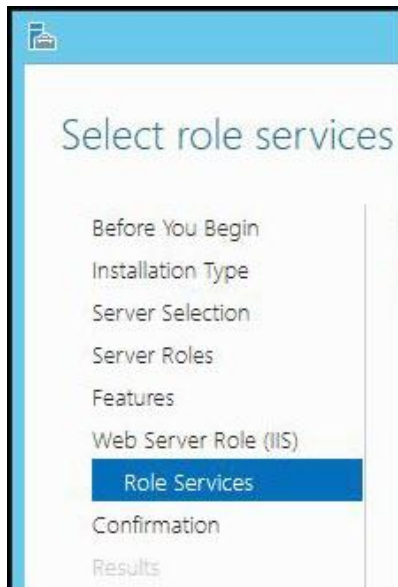 Select role services
Before You Begin
Installation Type
Server Selection
Server Roles
Features
Web Server Role (IIS)
Role Services
Confirmation
Results